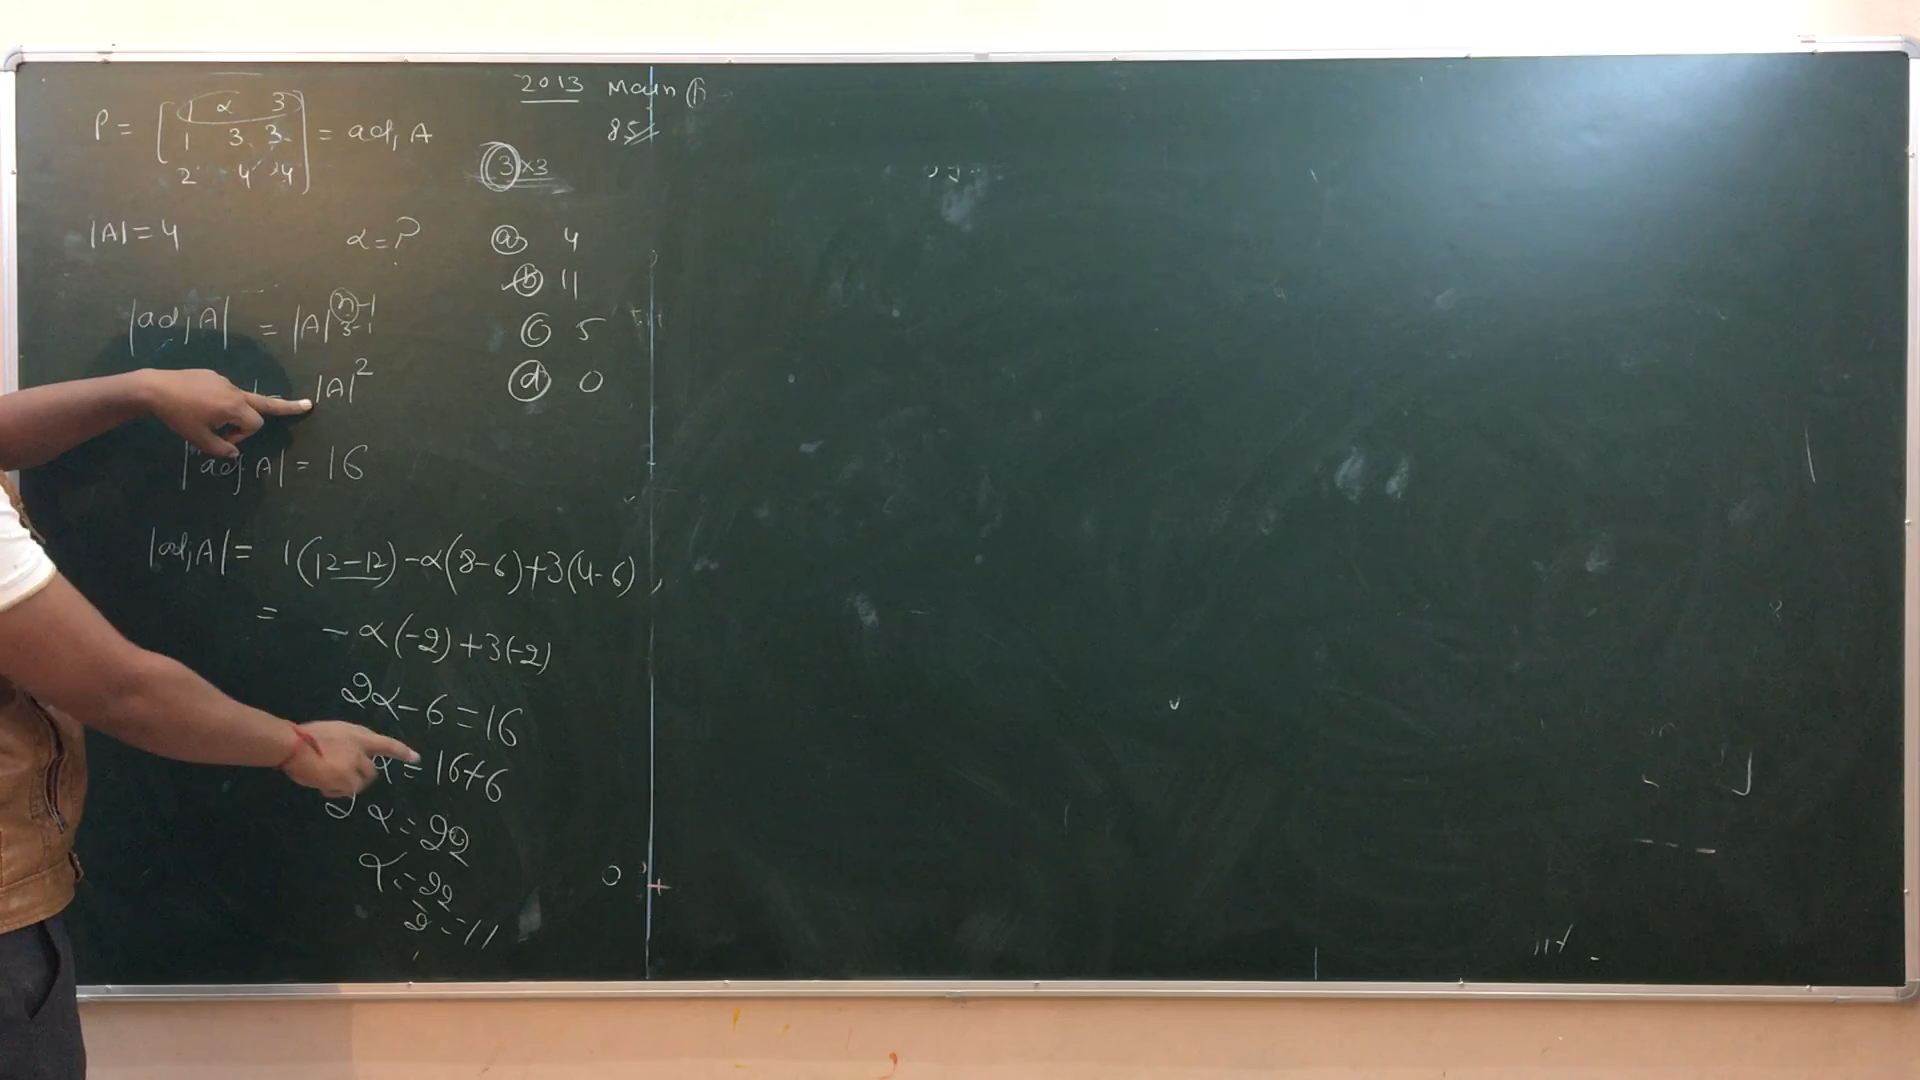 2013 Main (P)
85
P = [1 α 3
1 3 3
2 4 4] = adj A
3×3
|A| = 4
α = ?
(a) 4
(b) 11
(c) 5
(d) 0
|adj A| = |A|^{n-1}
3-1
|A|^2
|adj A| = 16
|adj A| = 1(12-12)-α(8-6)+3(4-6)
= -α(-2)+3(-2)
2α-6=16
α = 16+6
2α = 22
α = 22
2 = 11
0